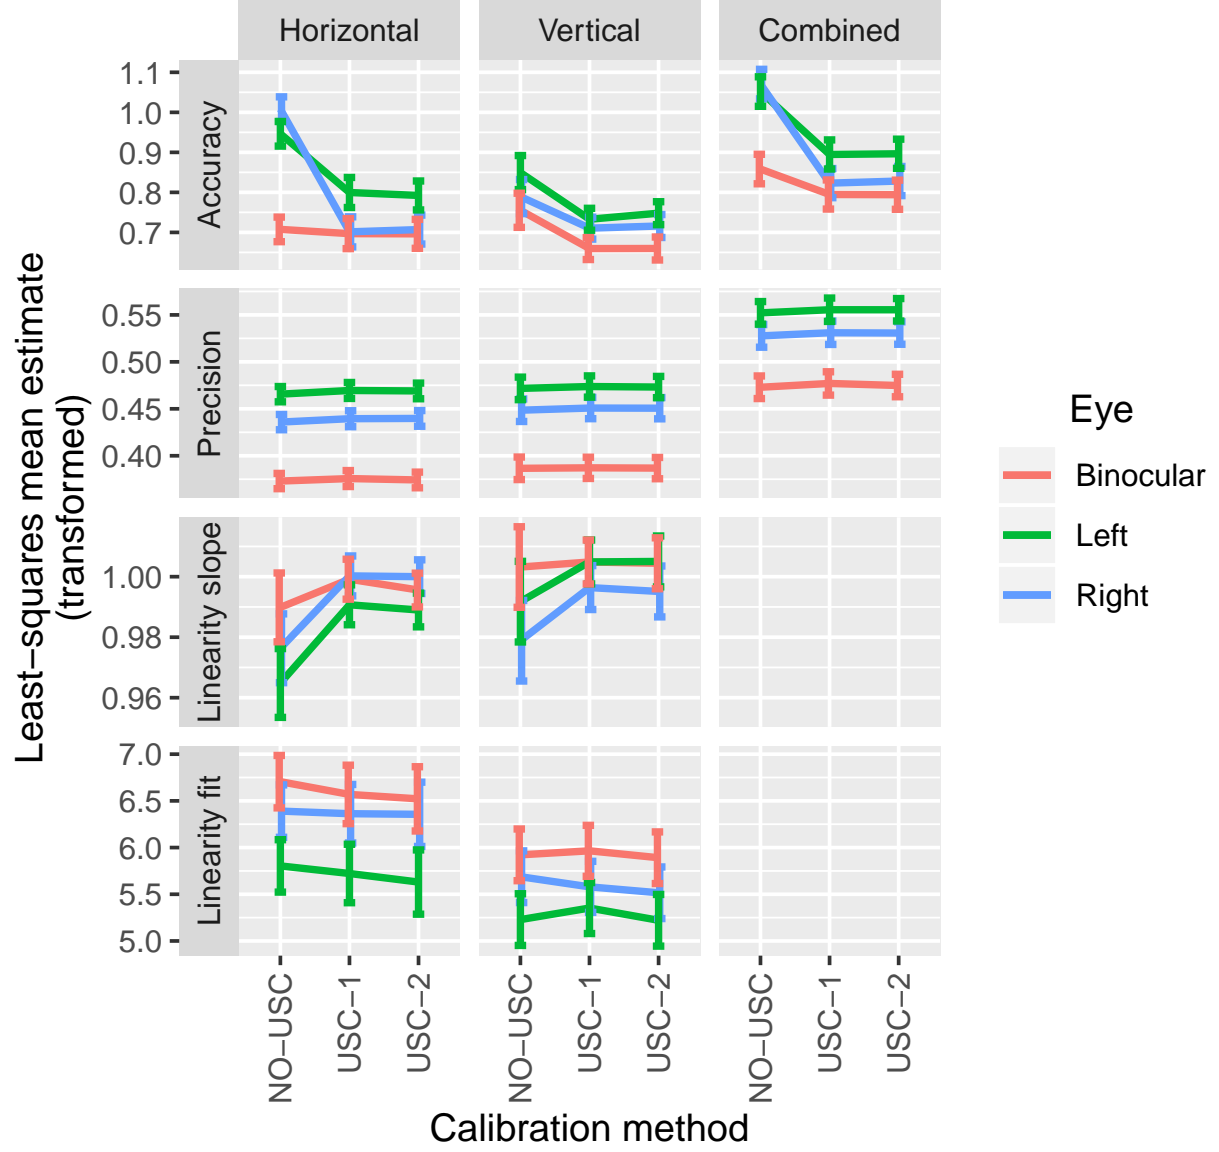 Horizontal Vertical Combined
Accuracy
1.1
1.0
0.9
0.8
0.7
Precision
0.55
0.50
0.45
0.40
Linearity slope
1.00
0.98
0.96
Linearity fit
7.0
6.5
6.0
5.5
5.0
Least−squares mean estimate
(transformed)
NO−USC USC−1 USC−2 NO−USC USC−1 USC−2 NO−USC USC−1 USC−2
Calibration method
Eye
Binocular
Left
Right